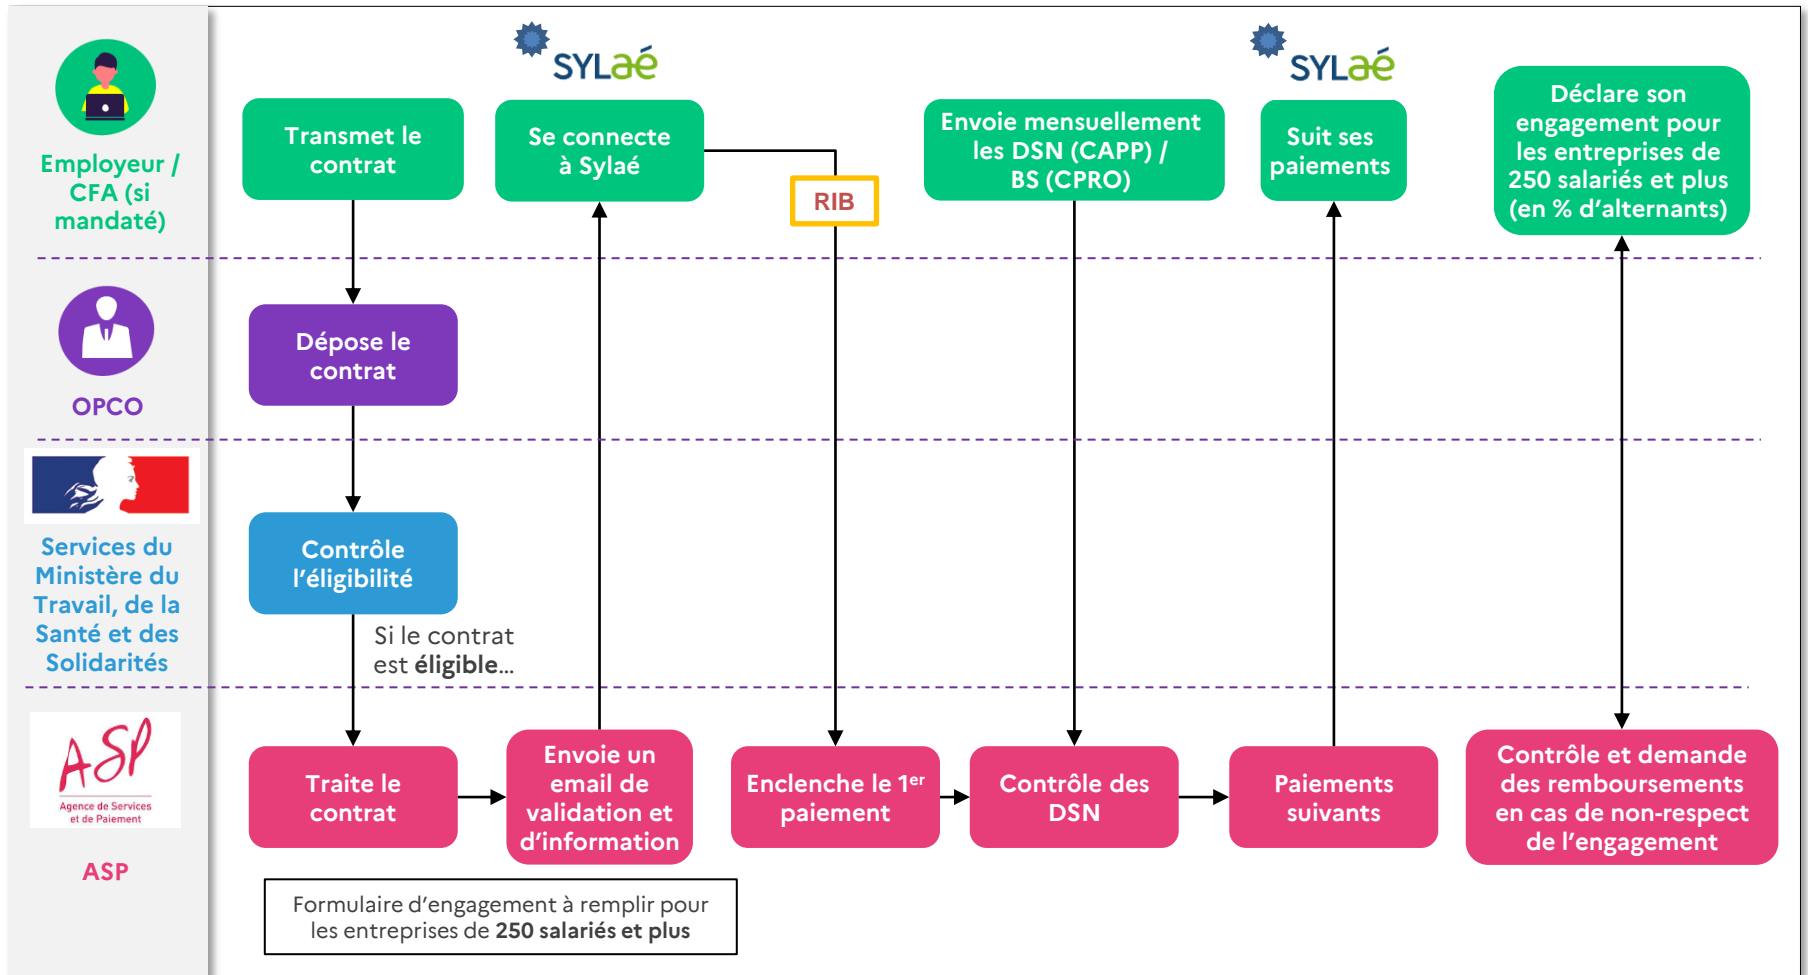 SYLaé
SYLaé
Employeur /
CFA (si
mandaté)
Transmet le
contrat
Se connecte
à Sylaé
RIB
Envoie mensuellement
les DSN (CAPP) /
BS (CPRO)
Suit ses
paiements
Déclare son
engagement pour
les entreprises de
250 salariés et plus
(en % d'alternants)
OPCO
Dépose le
contrat
Services du
Ministère du
Travail, de la
Santé et des
Solidarités
Contrôle
l'éligibilité
Si le contrat
est éligible...
ASP
Agence de Services
et de Paiement
ASP
Traite le
contrat
Envoie un
email de
validation et
d'information
Enclenche le 1er
paiement
Contrôle des
DSN
Paiements
suivants
Contrôle et demande
des remboursements
en cas de non-respect
de l'engagement
Formulaire d'engagement à remplir pour
les entreprises de 250 salariés et plus